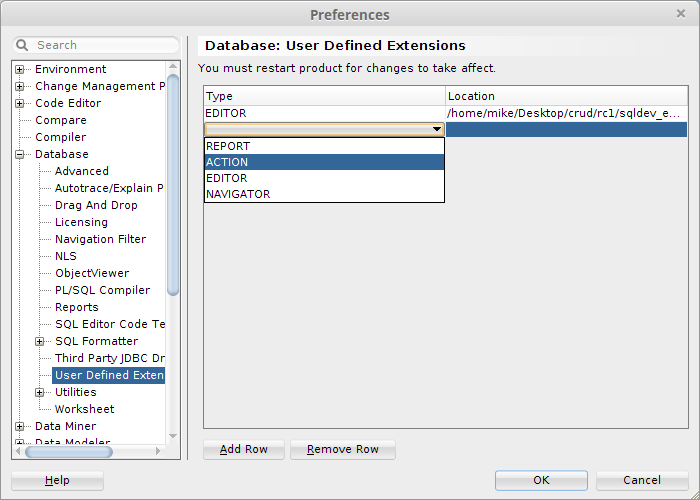 Preferences
Search
Environment
Change Management P
Code Editor
Compare
Compiler
Database
Advanced
Autotrace/Explain P
Drag And Drop
Licensing
Navigation Filter
NLS
ObjectViewer
PL/SQL Compiler
Reports
SQL Editor Code Te
SQL Formatter
Third Party JDBC Dr
User Defined Exten
Utilities
Worksheet
Data Miner
Data Modeler
Database: User Defined Extensions
You must restart product for changes to take affect.
Type Location
EDITOR /home/mike/Desktop/crud/rc1/sqldev_e...
REPORT
ACTION
EDITOR
NAVIGATOR
Add Row Remove Row
Help OK Cancel